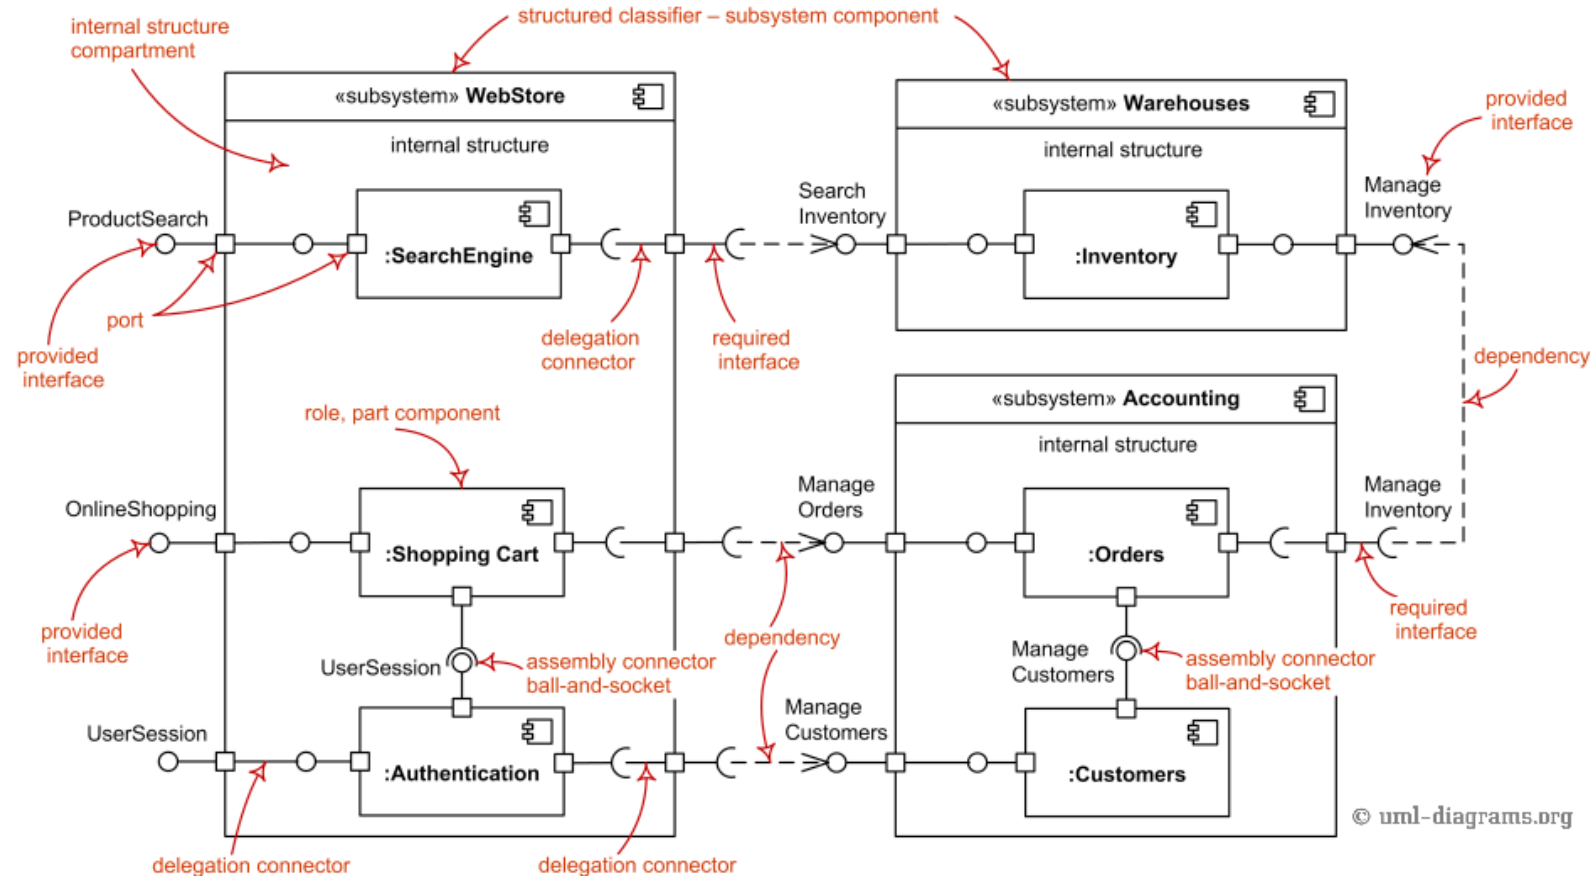 structured classifier – subsystem component
internal structure
compartment
«subsystem» WebStore
«subsystem» Warehouses
provided
interface
internal structure
internal structure
ProductSearch
Search
Inventory
Manage
Inventory
:SearchEngine
:Inventory
port
provided
interface
delegation
connector
required
interface
dependency
«subsystem» Accounting
role, part component
internal structure
OnlineShopping
Manage
Orders
Manage
Inventory
:Shopping Cart
:Orders
provided
interface
dependency
required
interface
UserSession
assembly connector
ball-and-socket
Manage
Customers
assembly connector
ball-and-socket
UserSession
Manage
Customers
:Authentication
:Customers
© uml-diagrams.org
delegation connector
delegation connector